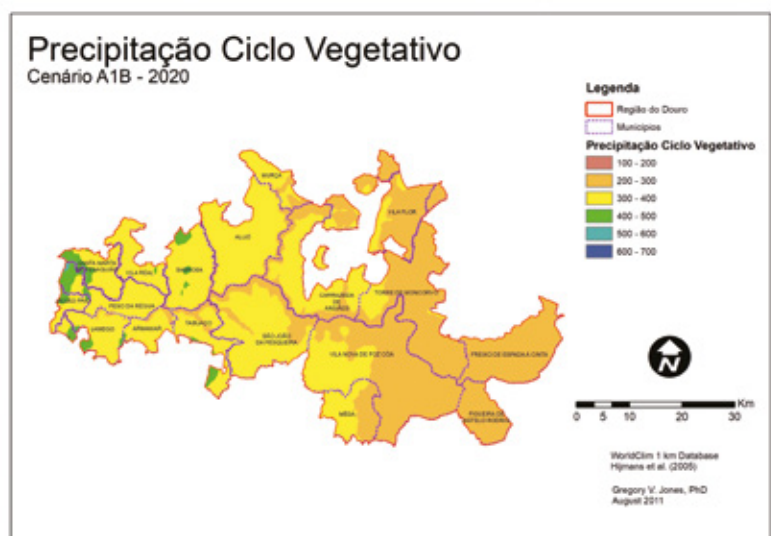 Precipitação Ciclo Vegetativo
Cenário A1B - 2020
Legenda
Região do Douro
Municípios
Precipitação Ciclo Vegetativo
100 - 200
200 - 300
300 - 400
400 - 500
500 - 600
600 - 700
MURÇA
VILA FLOR
ALIJÓ
SANTA MARTA
VILA REAL
SABROSA
PESO DA RÉGUA
CARRAZEDA
DE
ANSIÃES
TORRE DE MONCORVO
LAMEGO
ARMAMAR
TABUAÇO
SÃO JOÃO
DA PESQUEIRA
VILA NOVA DE FOZ CÔA
FREIXO DE ESPADA À CINTA
MÊDA
FIGUEIRA DE
CASTELO RODRIGO
N
Km
0 5 10 20 30
WorldClim 1 km Database
Hijmans et al. (2005)
Gregory V. Jones, PhD
August 2011